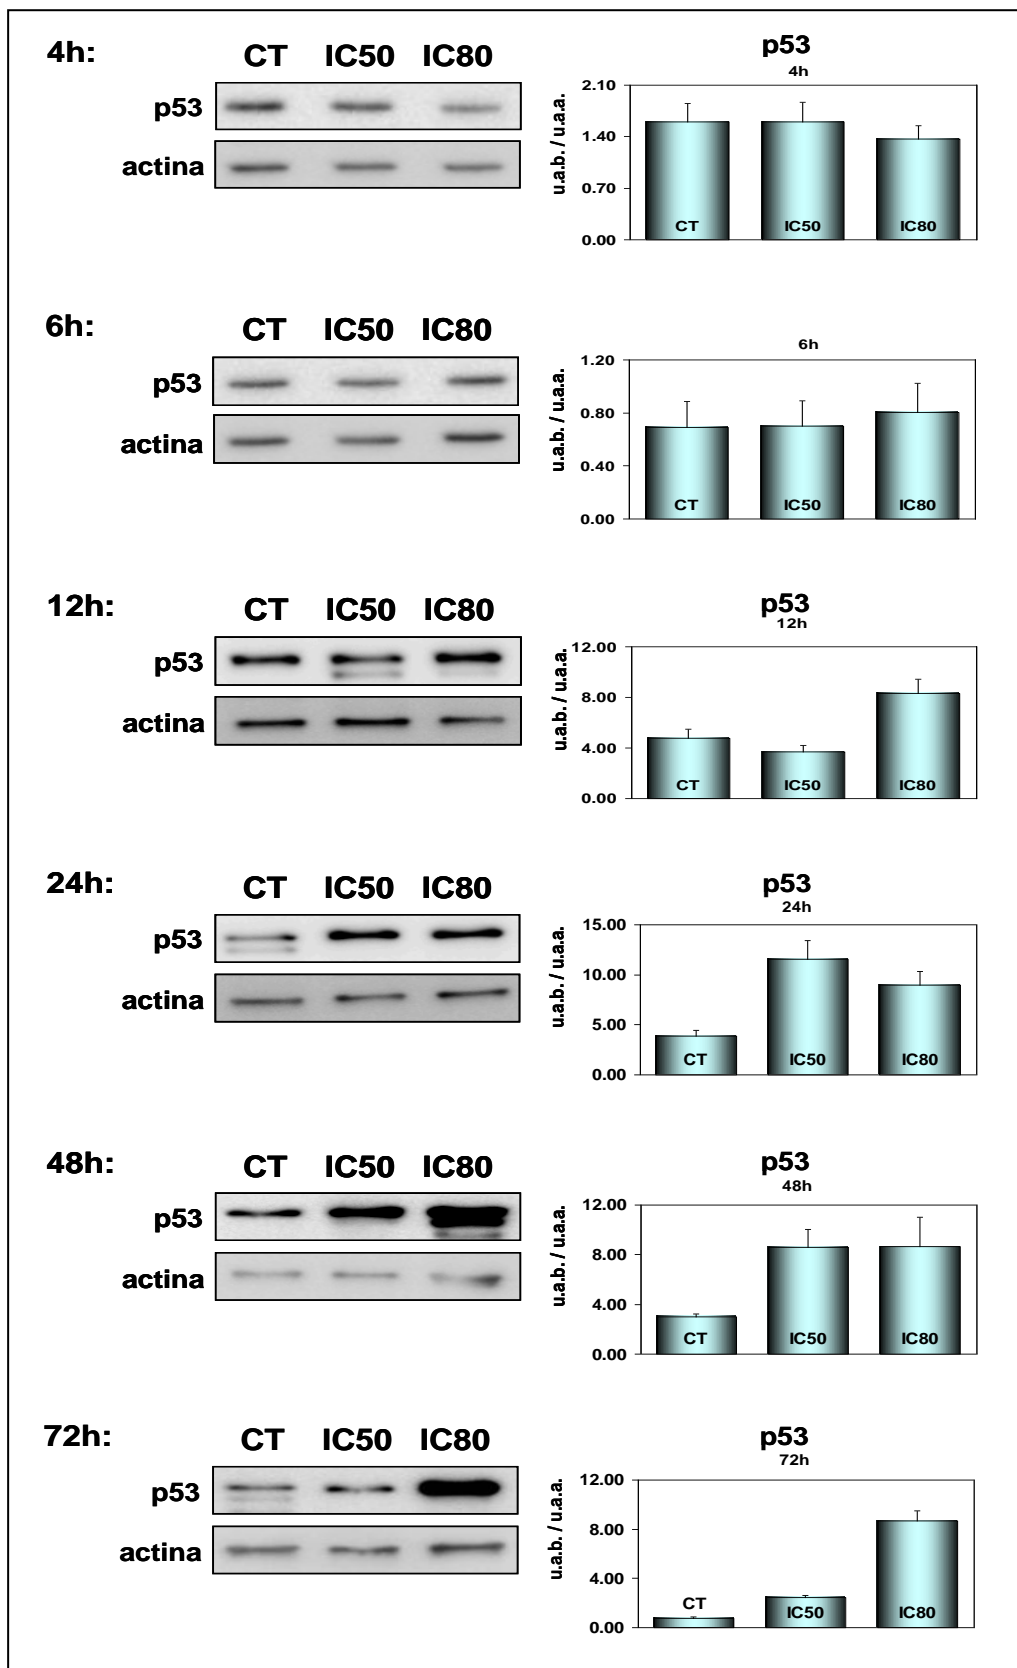 4h:
CT IC50 IC80
p53
actina
p53
4h
u.a.b. / u.a.a.
2.10
1.40
0.70
0.00
CT IC50 IC80
6h:
CT IC50 IC80
p53
actina
6h
u.a.b. / u.a.a.
1.20
0.80
0.40
0.00
CT IC50 IC80
12h:
CT IC50 IC80
p53
actina
p53
12h
u.a.b. / u.a.a.
12.00
8.00
4.00
0.00
CT IC50 IC80
24h:
CT IC50 IC80
p53
actina
p53
24h
u.a.b. / u.a.a.
15.00
10.00
5.00
0.00
CT IC50 IC80
48h:
CT IC50 IC80
p53
actina
p53
48h
u.a.b. / u.a.a.
12.00
8.00
4.00
0.00
CT IC50 IC80
72h:
CT IC50 IC80
p53
actina
p53
72h
u.a.b. / u.a.a.
12.00
8.00
4.00
0.00
CT IC50 IC80